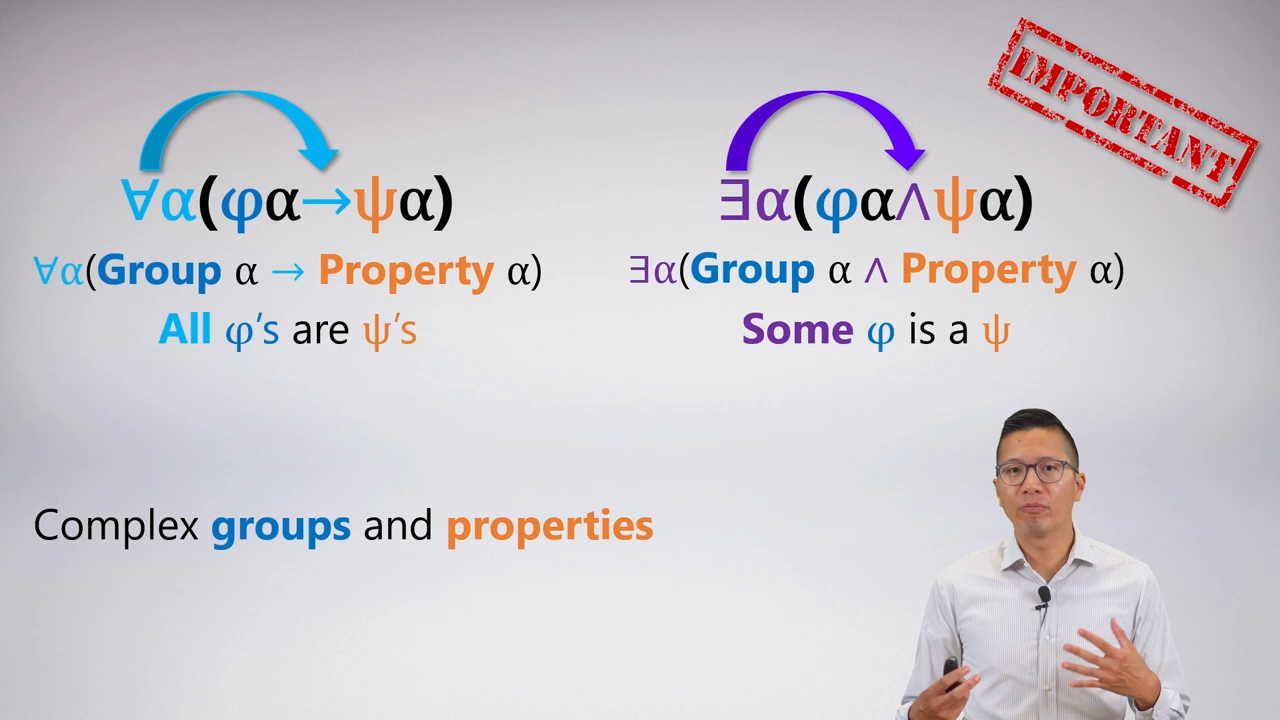 IMPORTANT
∀α(φα→ψα)
∀α(Group α → Property α)
All φ’s are ψ’s
∃α(φα∧ψα)
∃α(Group α ∧ Property α)
Some φ is a ψ
Complex groups and properties